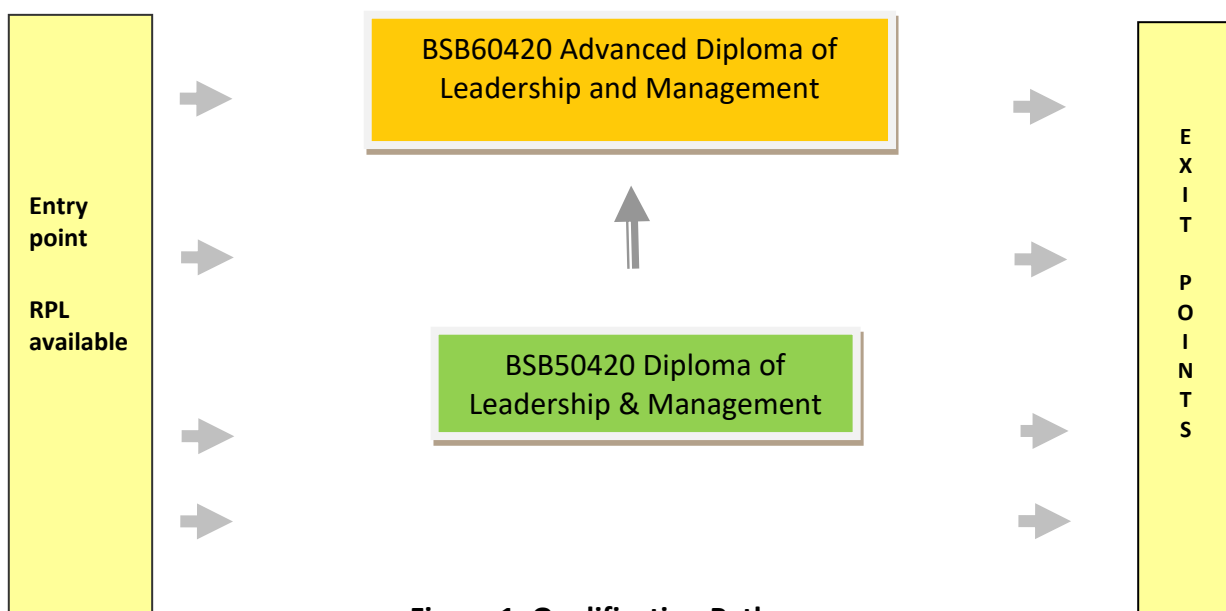 BSB60420 Advanced Diploma of
Leadership and Management
Entry
point
RPL
available
BSB50420 Diploma of
Leadership & Management
E
X
I
T
P
O
I
N
T
S